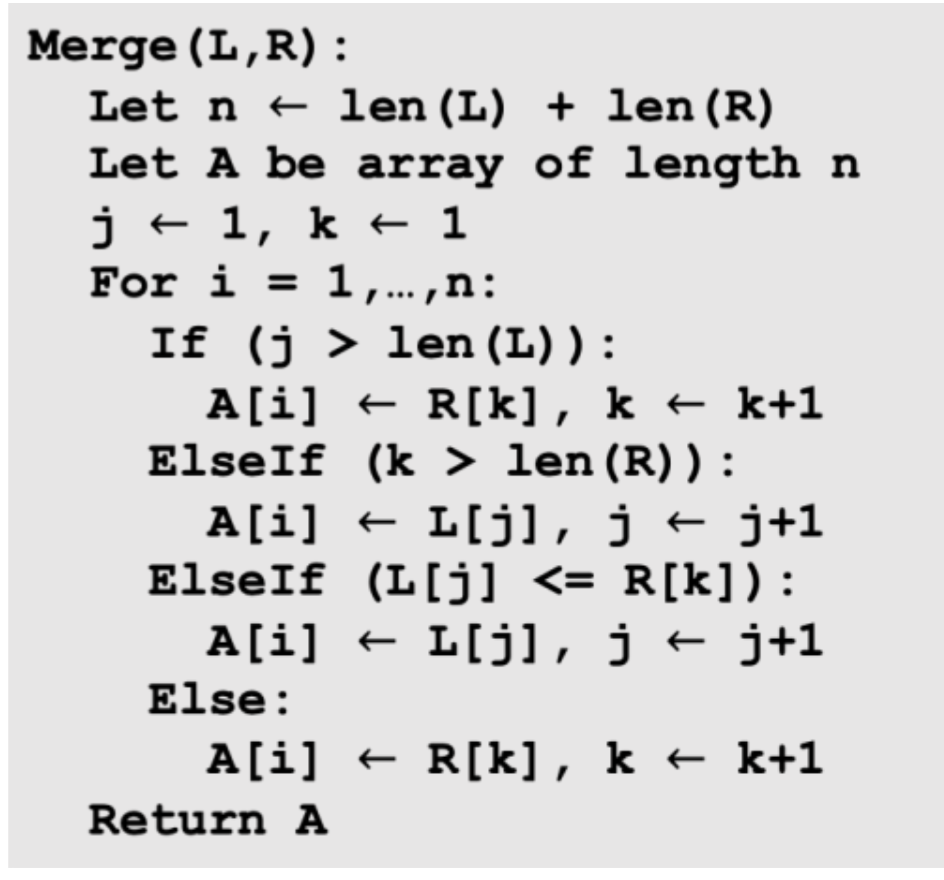 Merge(L,R):
Let n ← len(L) + len(R)
Let A be array of length n
j ← 1, k ← 1
For i = 1,…,n:
If (j > len(L)):
A[i] ← R[k], k ← k+1
ElseIf (k > len(R)):
A[i] ← L[j], j ← j+1
ElseIf (L[j] <= R[k]):
A[i] ← L[j], j ← j+1
Else:
A[i] ← R[k], k ← k+1
Return A